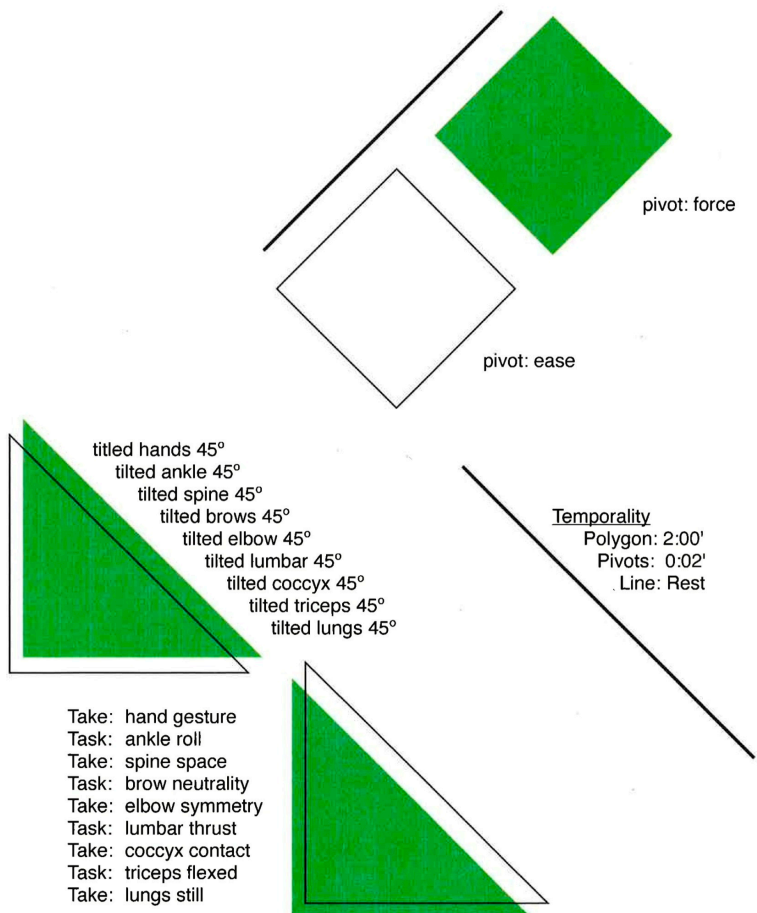 pivot: force
pivot: ease
titled hands 45º
tilted ankle 45º
tilted spine 45º
tilted brows 45º
tilted elbow 45º
tilted lumbar 45º
tilted coccyx 45º
tilted triceps 45º
tilted lungs 45º
Temporality
Polygon: 2:00'
Pivots: 0:02'
Line: Rest
Take: hand gesture
Task: ankle roll
Take: spine space
Task: brow neutrality
Take: elbow symmetry
Task: lumbar thrust
Take: coccyx contact
Task: triceps flexed
Take: lungs still